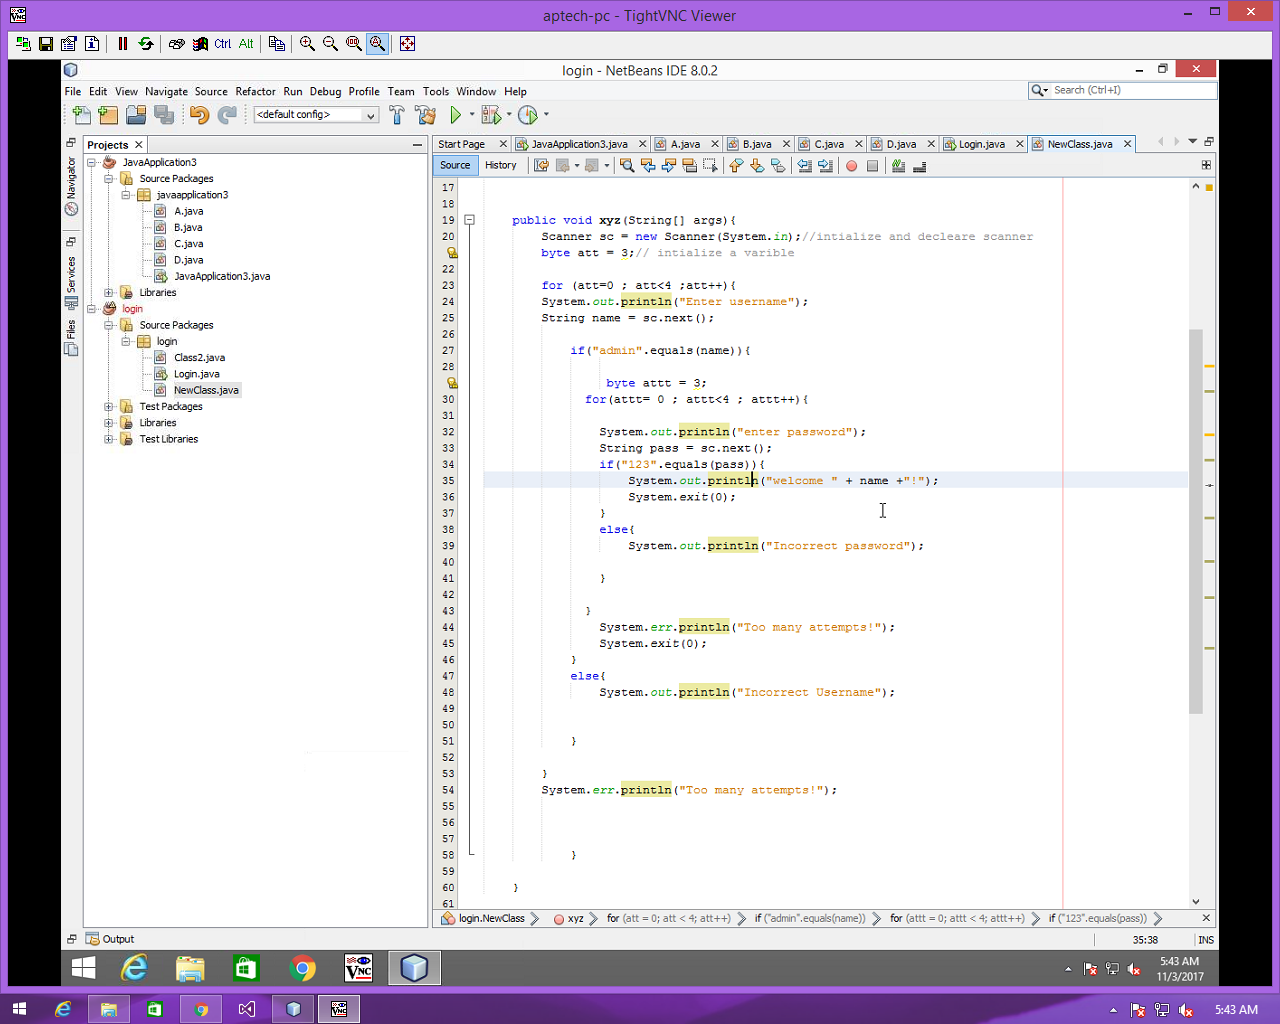 aptech-pc - TightVNC Viewer
Ctrl Alt
login - NetBeans IDE 8.0.2
File Edit View Navigate Source Refactor Run Debug Profile Team Tools Window Help
Search (Ctrl+I)
<default config>
Projects
Navigator
Services
Files
JavaApplication3
Source Packages
javaapplication3
A.java
B.java
C.java
D.java
JavaApplication3.java
Libraries
login
Source Packages
login
Class2.java
Login.java
NewClass.java
Test Packages
Libraries
Test Libraries
Start Page JavaApplication3.java A.java B.java C.java D.java Login.java NewClass.java
Source History
17
18
19 public void xyz(String[] args){
20 Scanner sc = new Scanner(System.in);//intialize and decleare scanner
byte att = 3;// intialize a varible
22
23 for (att=0 ; att<4 ;att++){
24 System.out.println("Enter username");
25 String name = sc.next();
26
27 if("admin".equals(name)){
28
byte attt = 3;
30 for(attt= 0 ; attt<4 ; attt++){
31
32 System.out.println("enter password");
33 String pass = sc.next();
34 if("123".equals(pass)){
35 System.out.println("welcome " + name +"!");
36 System.exit(0);
37 }
38 else{
39 System.out.println("Incorrect password");
40
41 }
42
43 }
44 System.err.println("Too many attempts!");
45 System.exit(0);
46 }
47 else{
48 System.out.println("Incorrect Username");
49
50
51 }
52
53 }
54 System.err.println("Too many attempts!");
55
56
57
58 }
59
60 }
61
login.NewClass xyz for (att = 0; att < 4; att++) if ("admin".equals(name)) for (attt = 0; attt < 4; attt++) if ("123".equals(pass))
Output
35:38 INS
VNC
5:43 AM
11/3/2017
5:43 AM